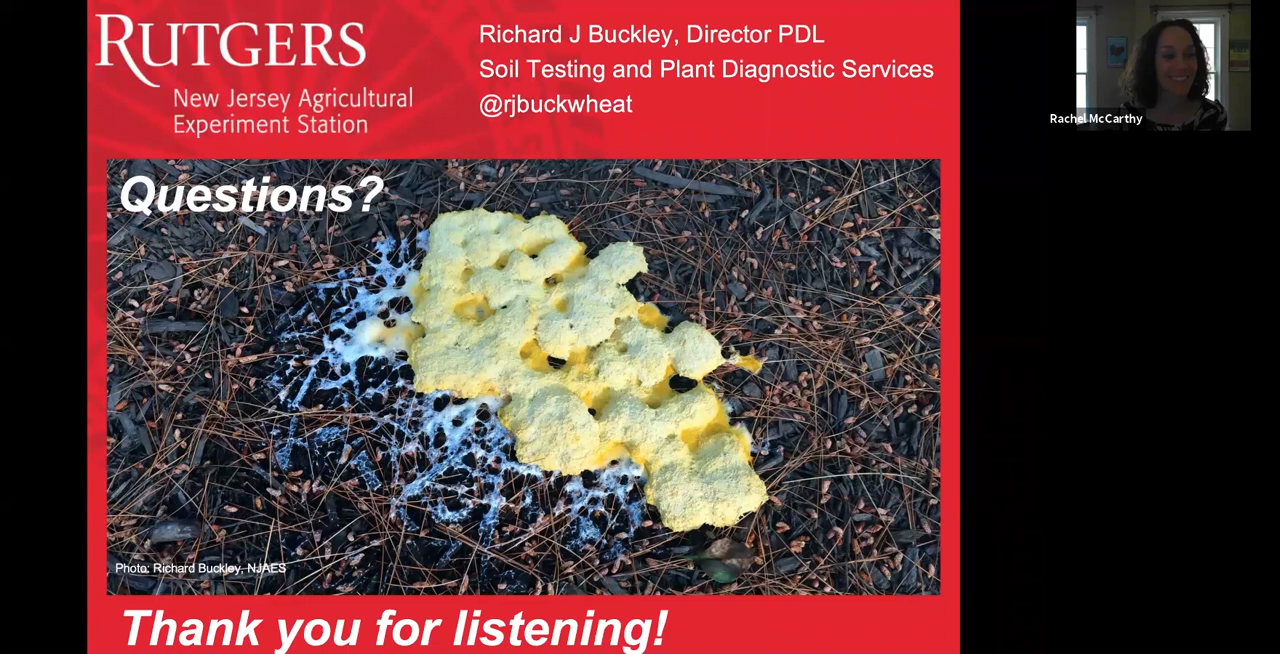 RUTGERS
New Jersey Agricultural
Experiment Station
Richard J Buckley, Director PDL
Soil Testing and Plant Diagnostic Services
@rjbuckwheat
Rachel McCarthy
Questions?
Photo: Richard Buckley, NJAES
Thank you for listening!